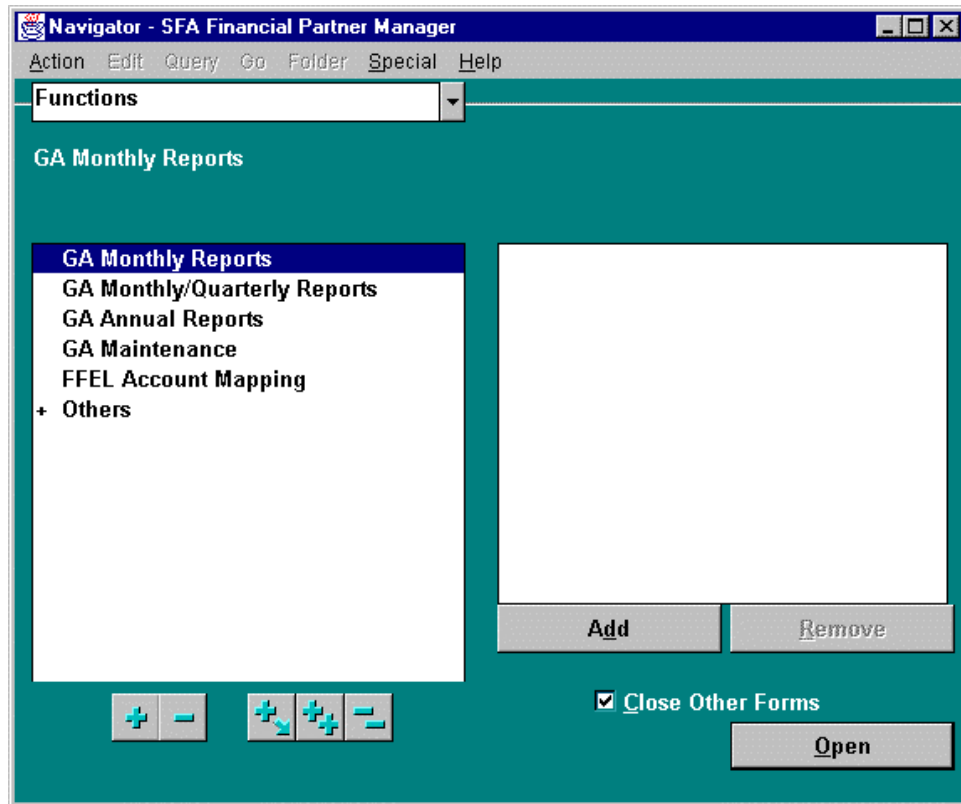 Navigator - SFA Financial Partner Manager
Action Edit Query Go Folder Special Help
Functions
GA Monthly Reports
GA Monthly Reports
GA Monthly/Quarterly Reports
GA Annual Reports
GA Maintenance
FFEL Account Mapping
+ Others
Add Remove
Close Other Forms
Open